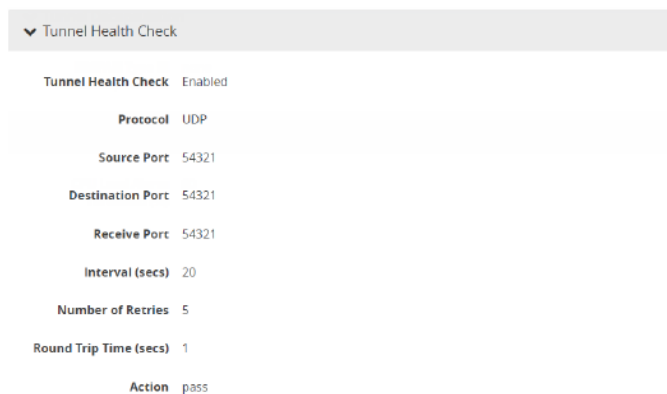 Tunnel Health Check
Tunnel Health Check Enabled
Protocol UDP
Source Port 54321
Destination Port 54321
Receive Port 54321
Interval (secs) 20
Number of Retries 5
Round Trip Time (secs) 1
Action pass